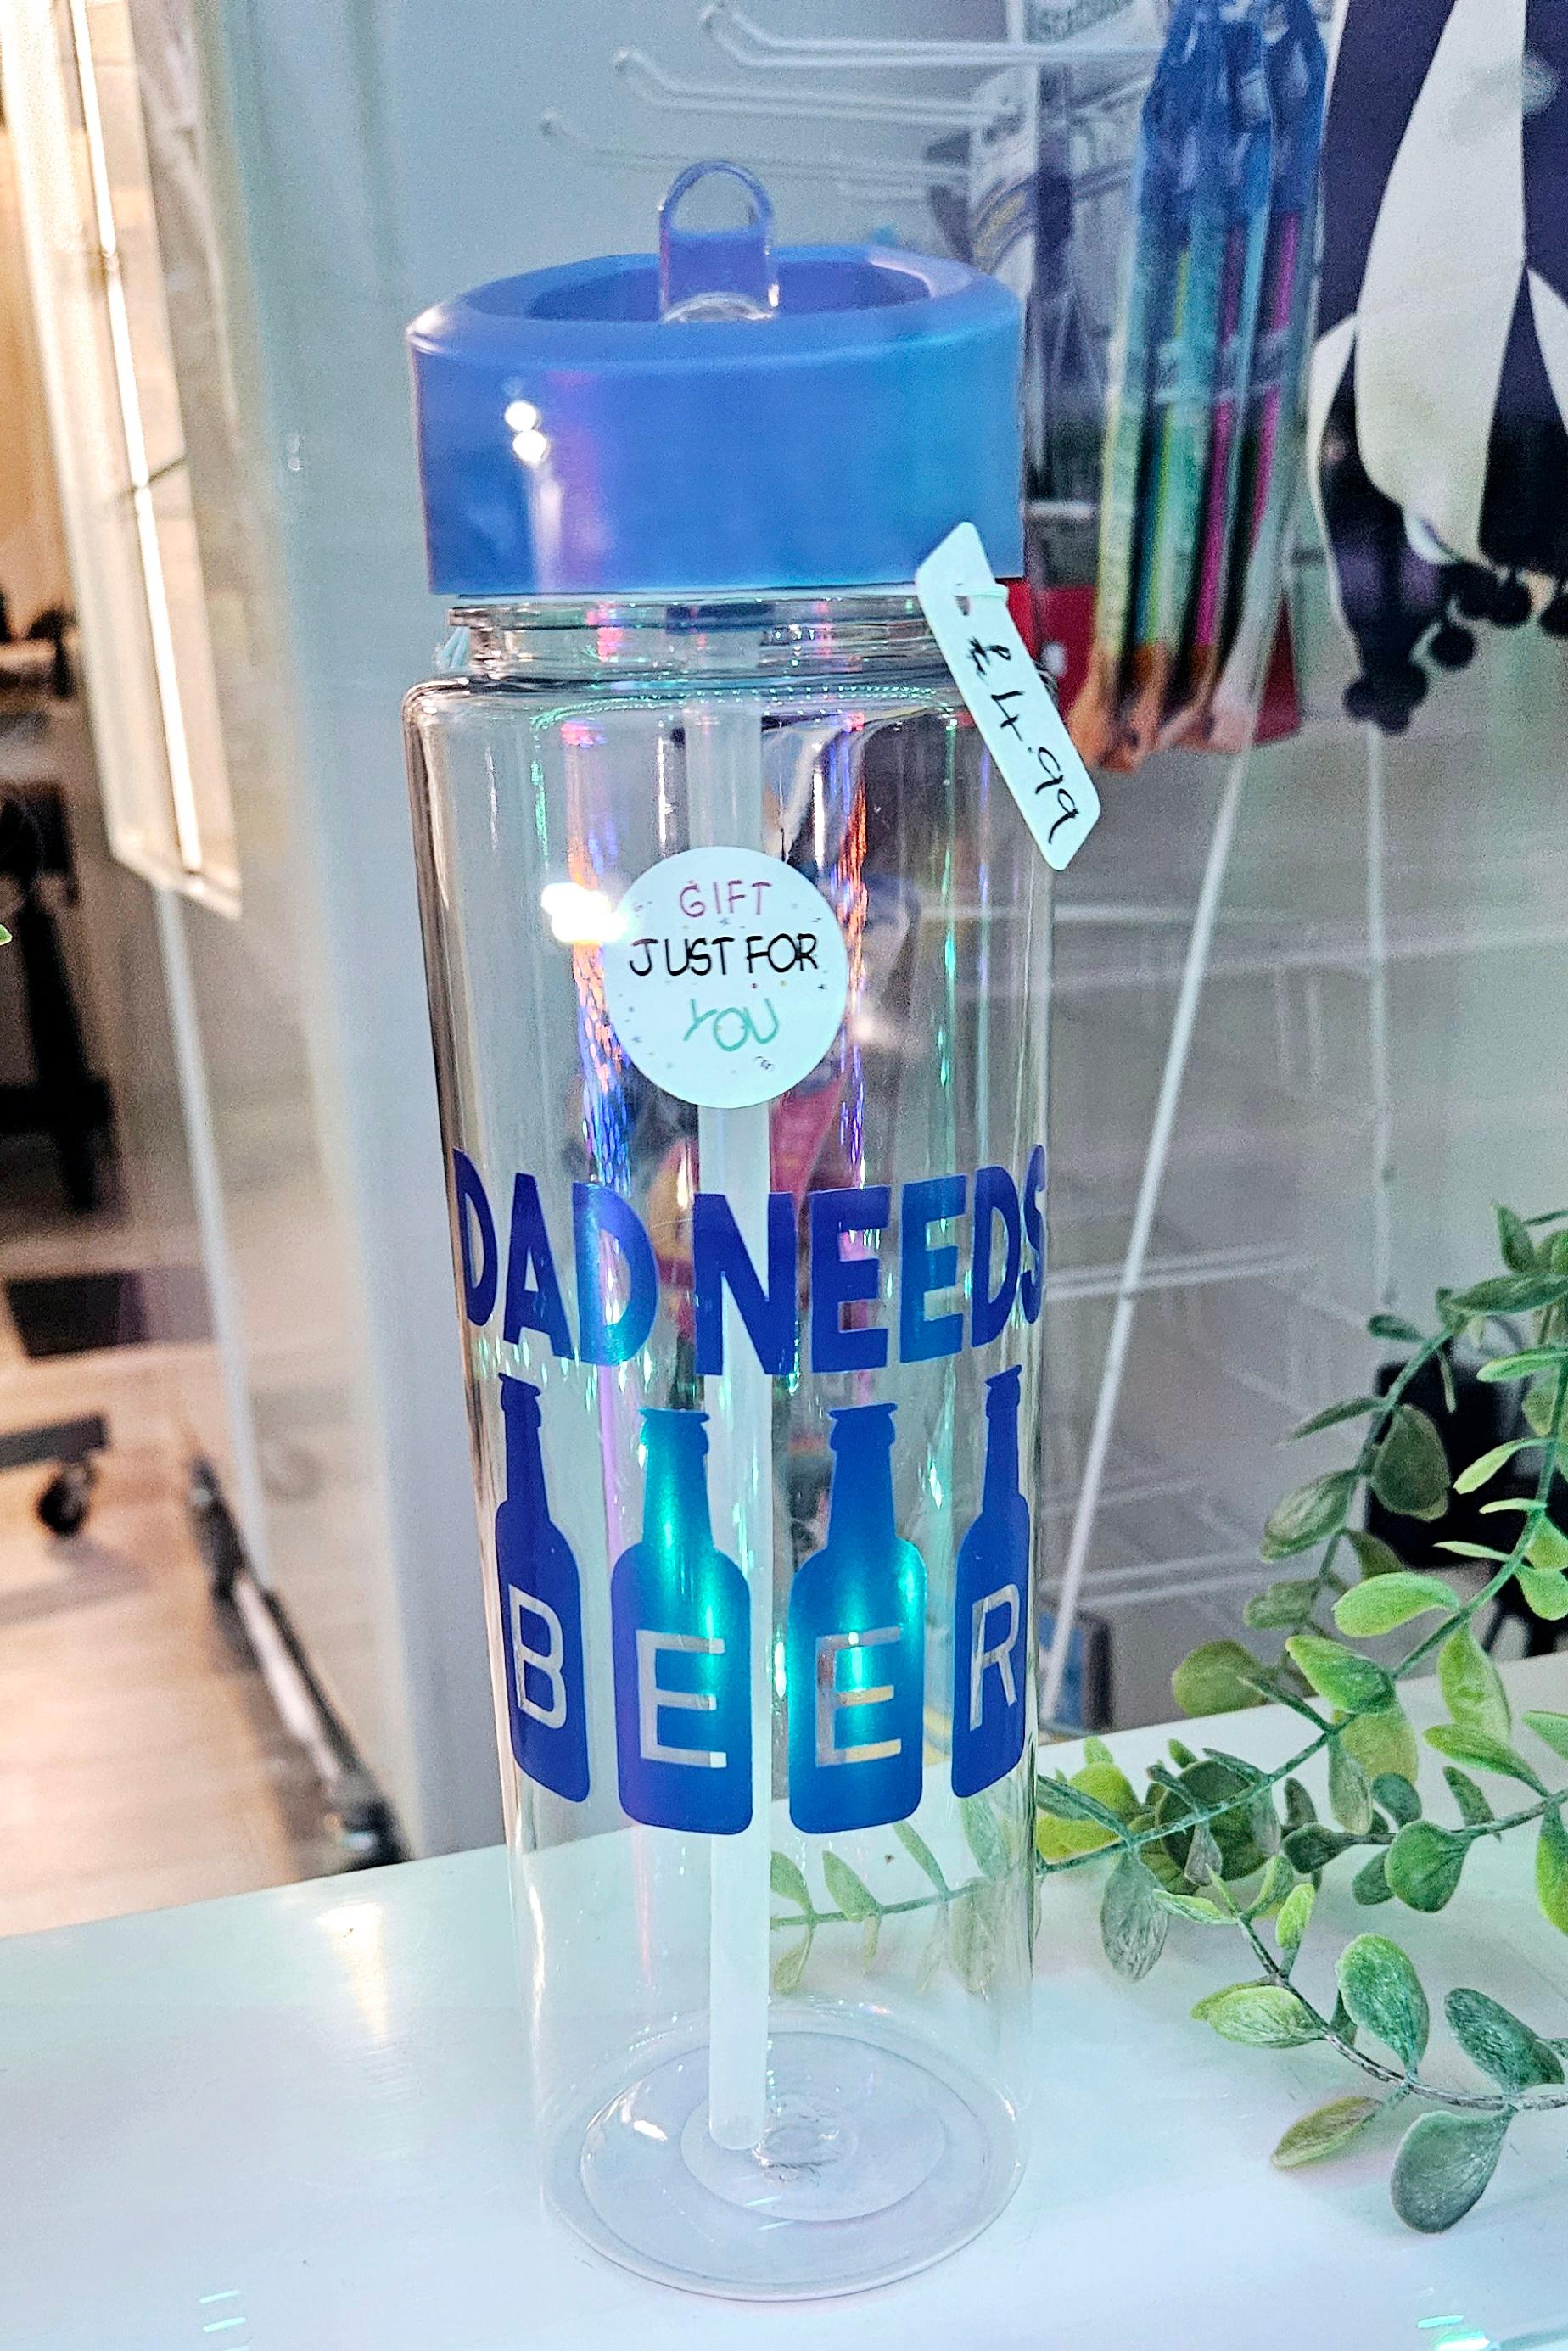 £4.99
GIFT
JUST FOR
YOU
DAD NEEDS
BEER